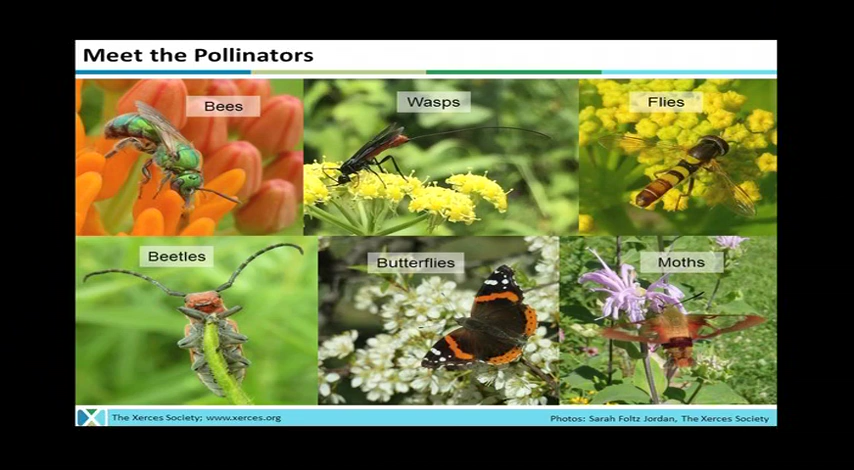 Meet the Pollinators
Bees
Wasps
Flies
Beetles
Butterflies
Moths
The Xerces Society; www.xerces.org
Photos: Sarah Foltz Jordan, The Xerces Society